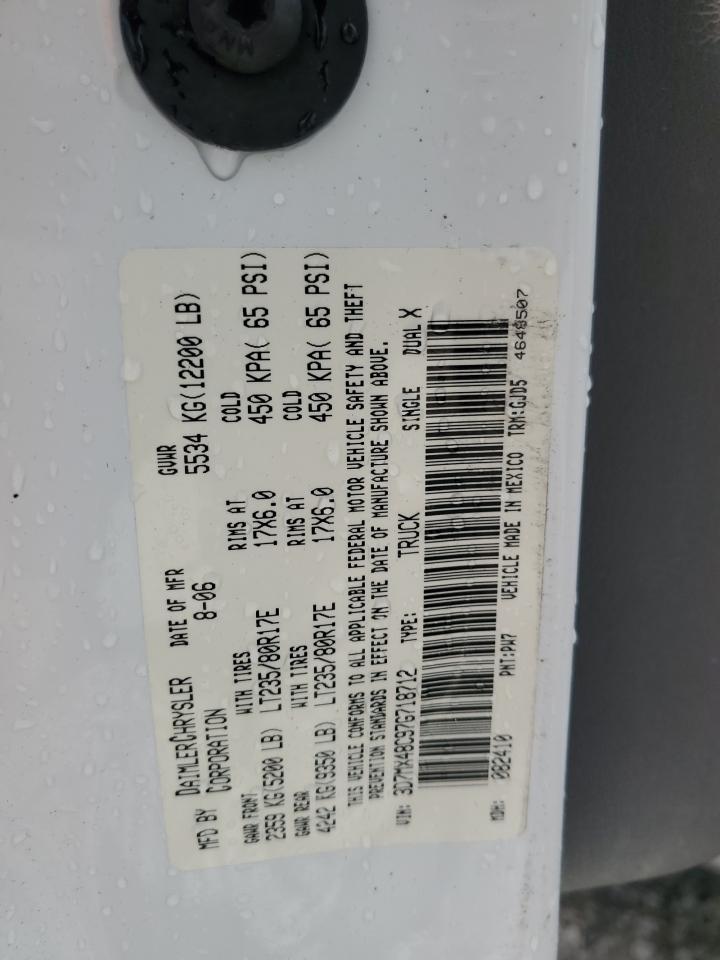 MFD BY DAIMLERCHRYSLER CORPORATION DATE OF MFR 8-06 GVWR 5534 KG(12200 LB)
GAWR FRONT WITH TIRES RIMS AT COLD
2359 KG(5200 LB) LT235/80R17E 17X6.0 450 KPA( 65 PSI)
GAWR REAR WITH TIRES RIMS AT COLD
4242 KG(9350 LB) LT235/80R17E 17X6.0 450 KPA( 65 PSI)
THIS VEHICLE CONFORMS TO ALL APPLICABLE FEDERAL MOTOR VEHICLE SAFETY AND THEFT
PREVENTION STANDARDS IN EFFECT ON THE DATE OF MANUFACTURE SHOWN ABOVE.
VIN: 3D7MX48C97G718712 TYPE: TRUCK SINGLE DUAL X
MDH: 082410 PNT:PW7 VEHICLE MADE IN MEXICO TRM:GJD5 4648507